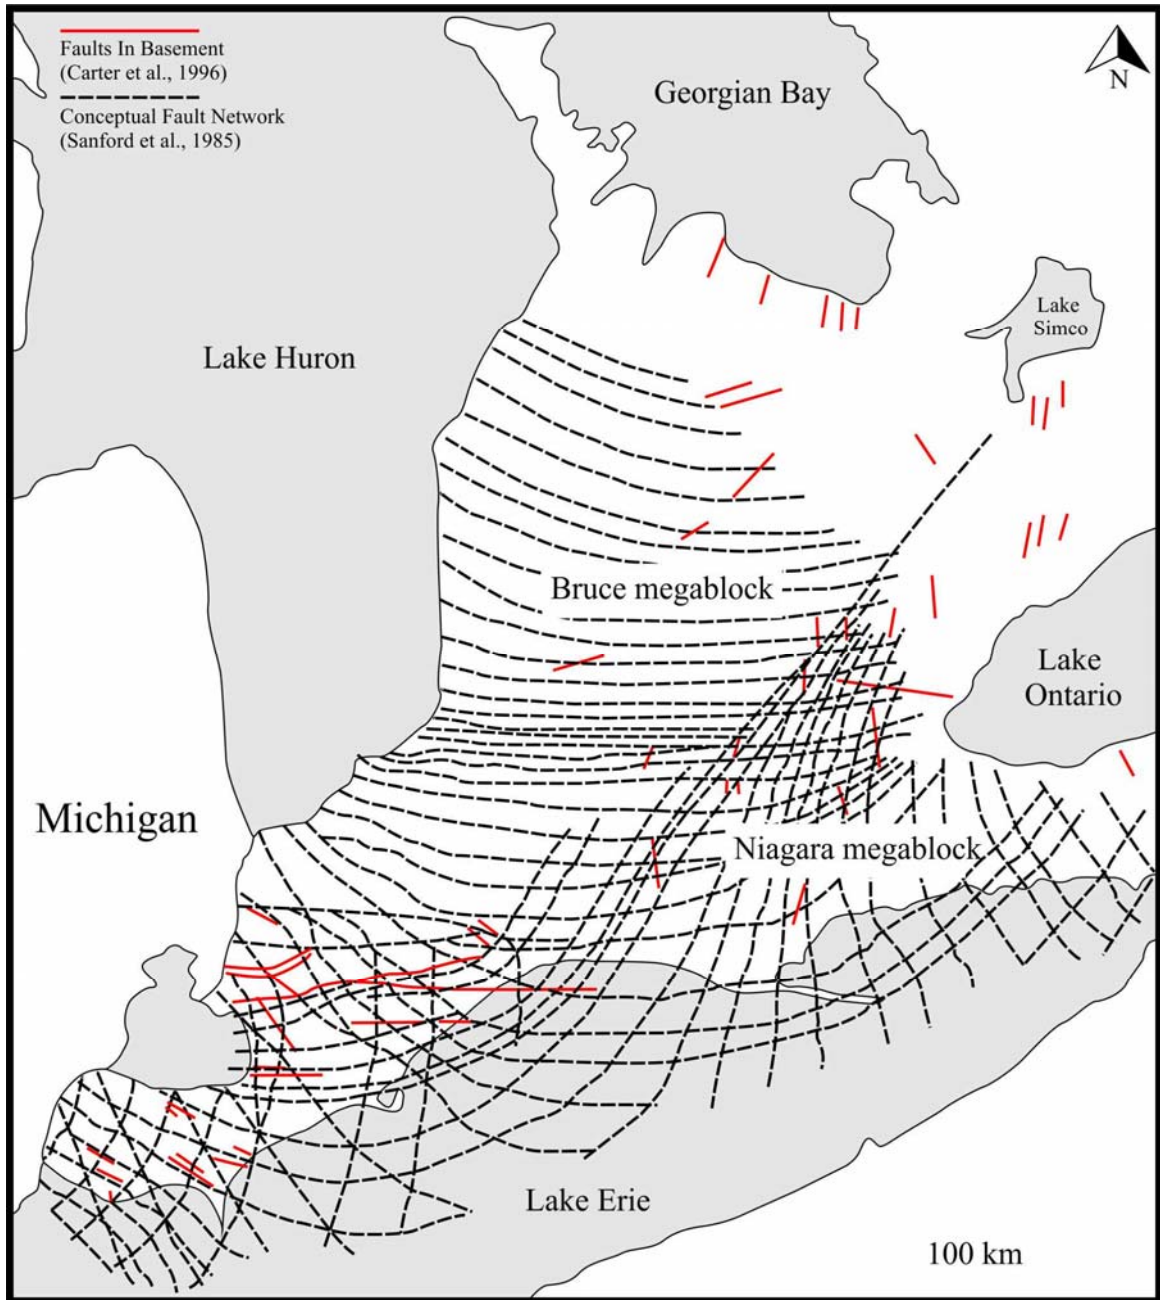 Faults In Basement
(Carter et al., 1996)
Conceptual Fault Network
(Sanford et al., 1985)
Georgian Bay
N
Lake
Simco
Lake Huron
Bruce megablock
Lake
Ontario
Michigan
Niagara megablock
Lake Erie
100 km